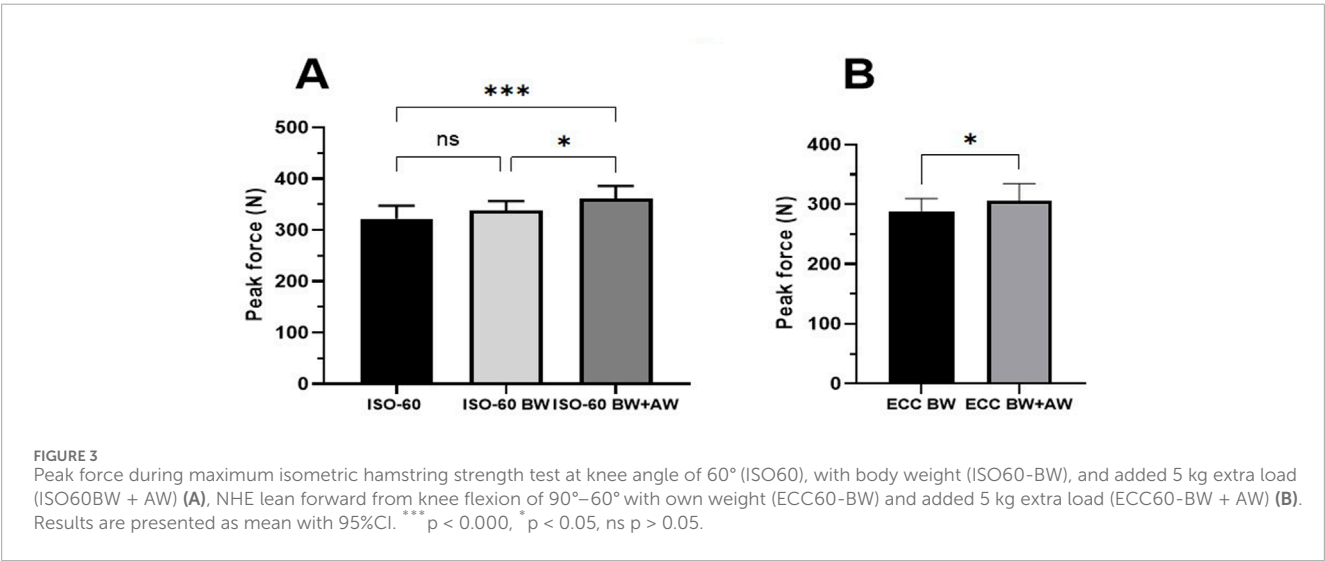 A
B
***
ns
*
*
500
400
300
200
100
0
Peak force (N)
ISO-60 ISO-60 BW ISO-60 BW+AW
400
300
200
100
0
Peak force (N)
ECC BW ECC BW+AW
FIGURE 3
Peak force during maximum isometric hamstring strength test at knee angle of 60° (ISO60), with body weight (ISO60-BW), and added 5 kg extra load
(ISO60BW + AW) (A), NHE lean forward from knee flexion of 90°–60° with own weight (ECC60-BW) and added 5 kg extra load (ECC60-BW + AW) (B).
Results are presented as mean with 95%CI. ***p < 0.000, *p < 0.05, ns p > 0.05.